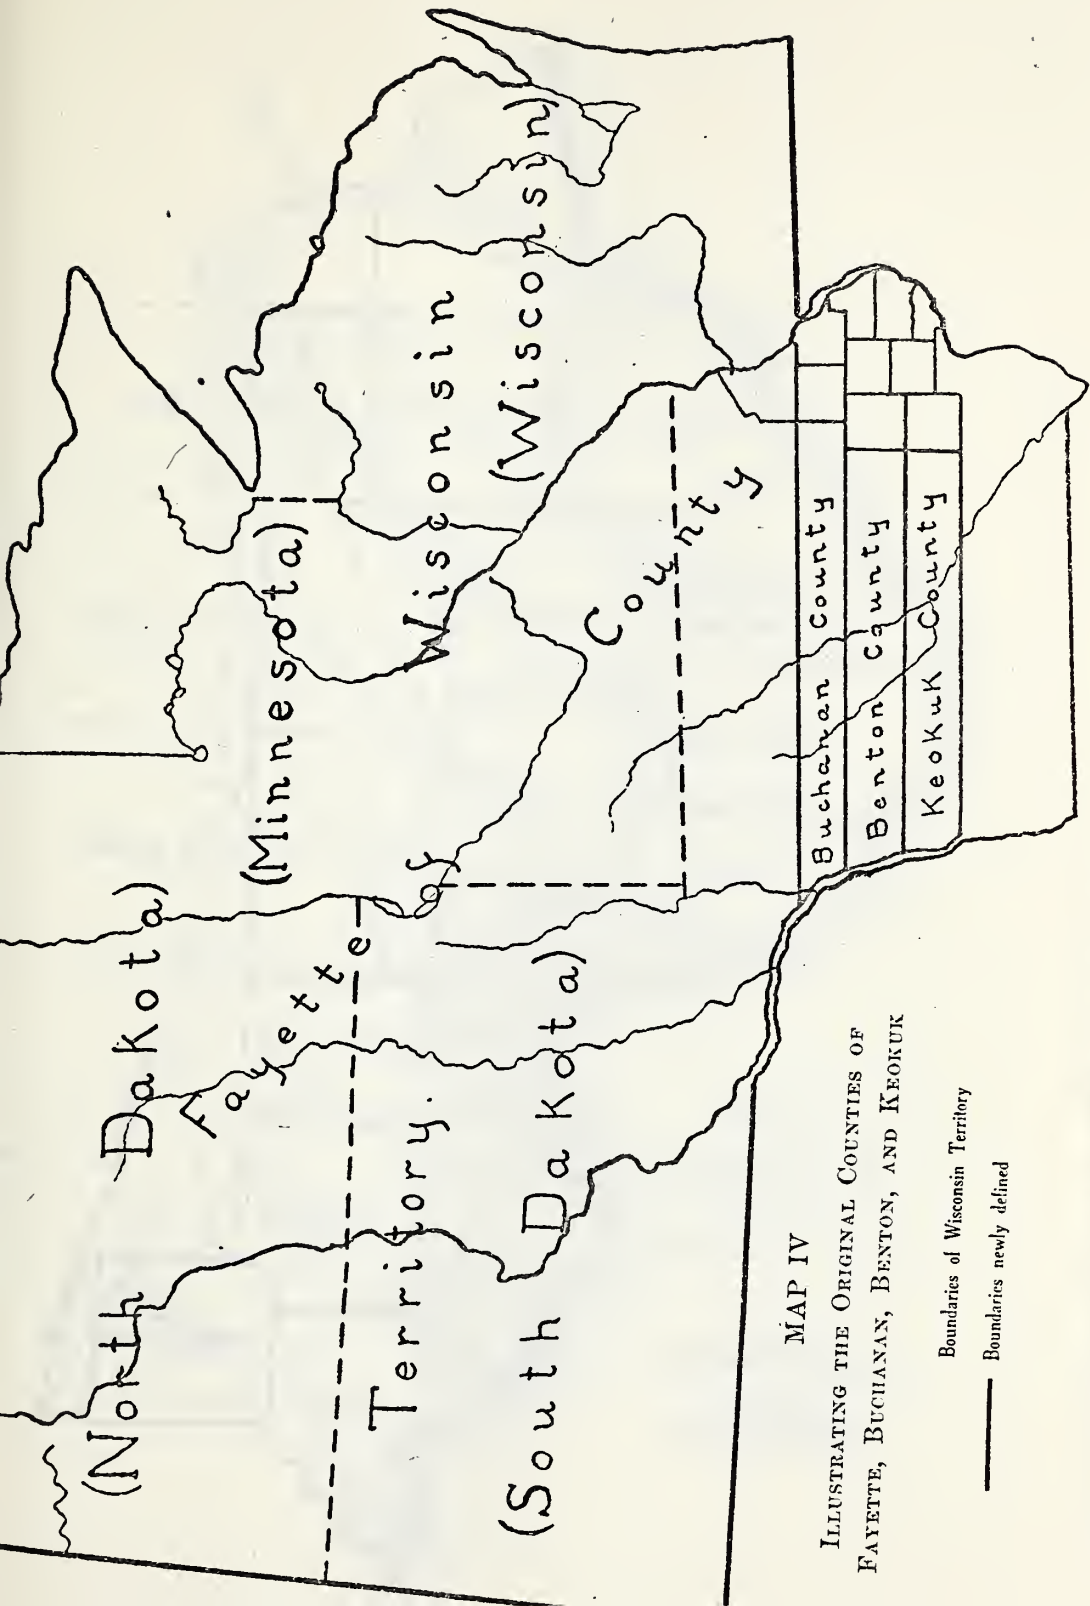 (North Dakota)
(Minnesota)
Fayette County
Wisconsin Territory.
(Wisconsin)
(South Dakota)
Buchanan County
Benton County
Keokuk County
MAP IV
ILLUSTRATING THE ORIGINAL COUNTIES OF
FAYETTE, BUCHANAN, BENTON, AND KEOKUK
Boundaries of Wisconsin Territory
Boundaries newly defined